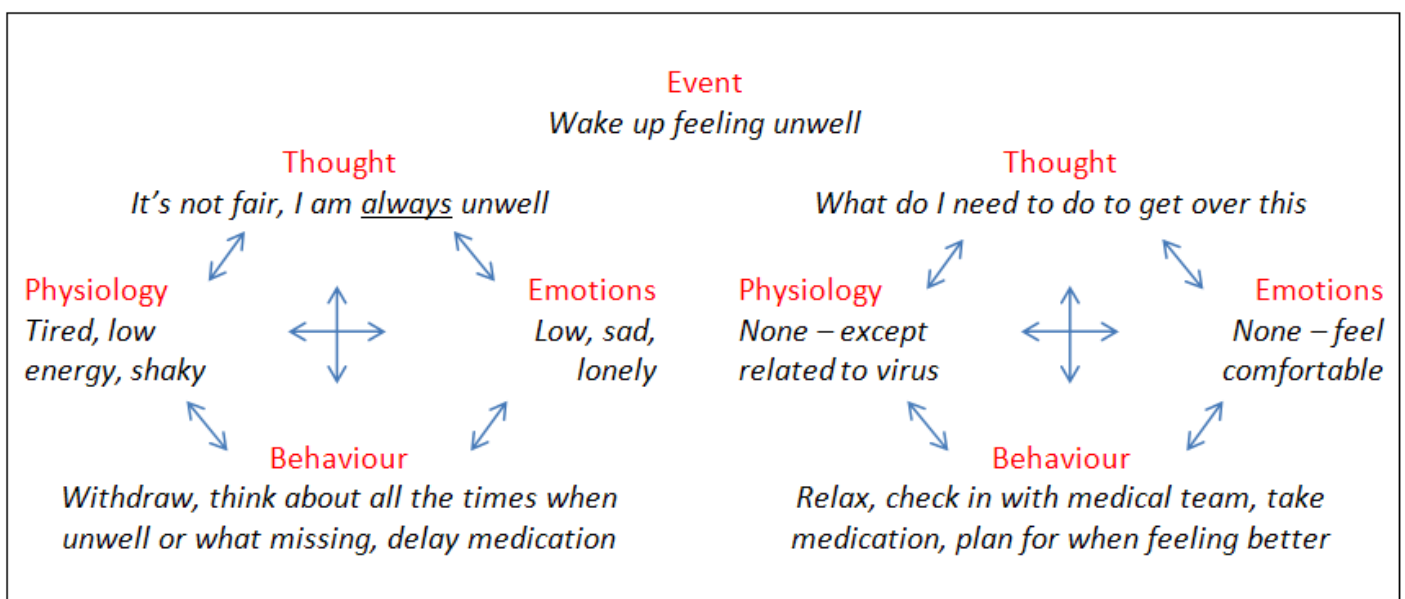 Event
Wake up feeling unwell
Thought
It's not fair, I am always unwell
Physiology
Tired, low
energy, shaky
Emotions
Low, sad,
lonely
Behaviour
Withdraw, think about all the times when
unwell or what missing, delay medication
Thought
What do I need to do to get over this
Physiology
None – except
related to virus
Emotions
None – feel
comfortable
Behaviour
Relax, check in with medical team, take
medication, plan for when feeling better